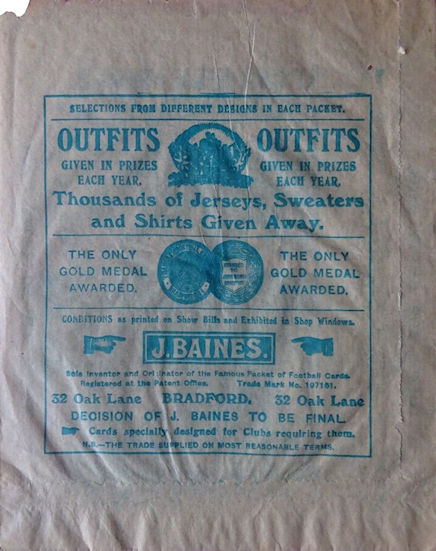 SELECTIONS FROM DIFFERENT DESIGNS IN EACH PACKET.
OUTFITS OUTFITS
GIVEN IN PRIZES GIVEN IN PRIZES
EACH YEAR. EACH YEAR.
Thousands of Jerseys, Sweaters
and Shirts Given Away.
THE ONLY THE ONLY
GOLD MEDAL GOLD MEDAL
AWARDED. AWARDED.
CONDITIONS as printed on Show Bills and Exhibited in Shop Windows.
J. BAINES.
Sole Inventor and Originator of the Famous Packet of Football Cards.
Registered at the Patent Office. Trade Mark No. 197161.
32 Oak Lane BRADFORD. 32 Oak Lane
DECISION OF J. BAINES TO BE FINAL.
Cards specially designed for Clubs requiring them.
N.B.—THE TRADE SUPPLIED ON MOST REASONABLE TERMS.